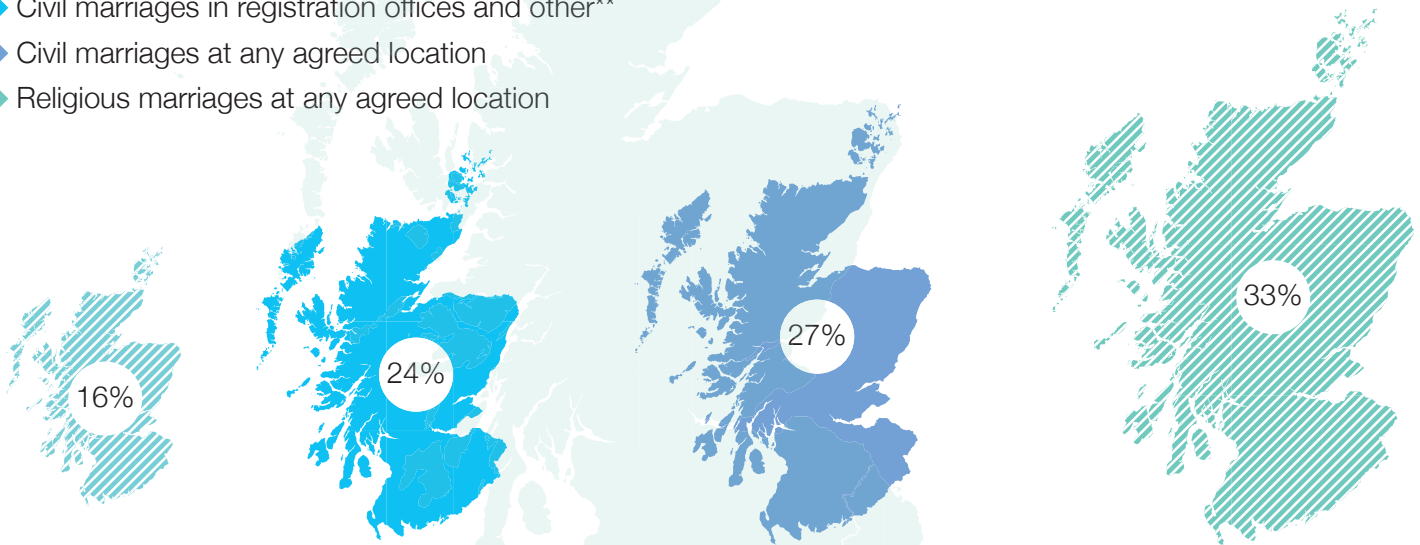 Civil marriages in registration offices and other**
Civil marriages at any agreed location
Religious marriages at any agreed location
16%
24%
27%
33%